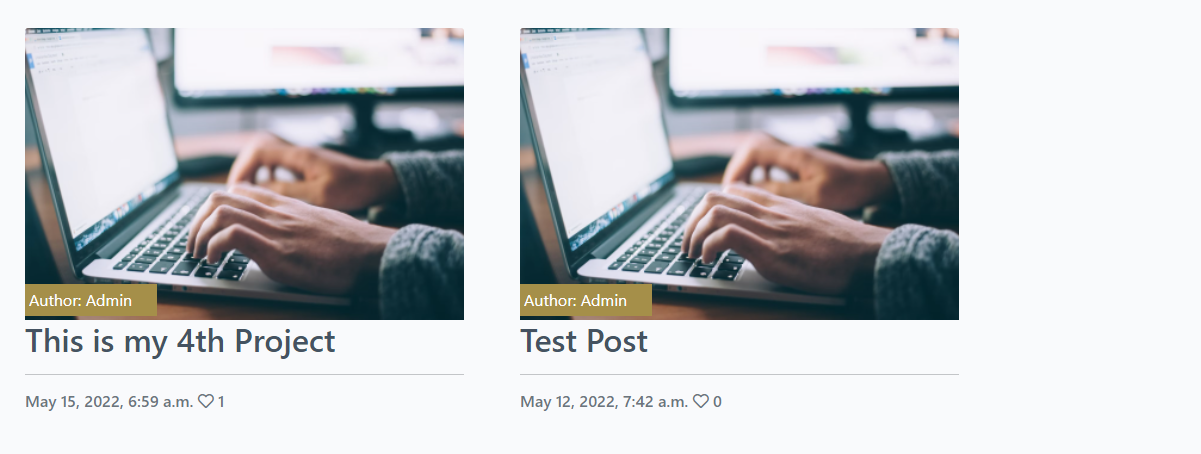 Author: Admin
This is my 4th Project
May 15, 2022, 6:59 a.m. 1
Author: Admin
Test Post
May 12, 2022, 7:42 a.m. 0